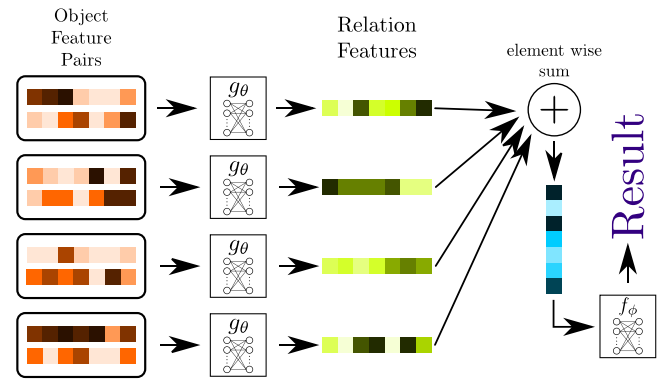 Object
Feature
Pairs
Relation
Features
element wise
sum
gθ
gθ
gθ
gθ
+
Result
fϕ